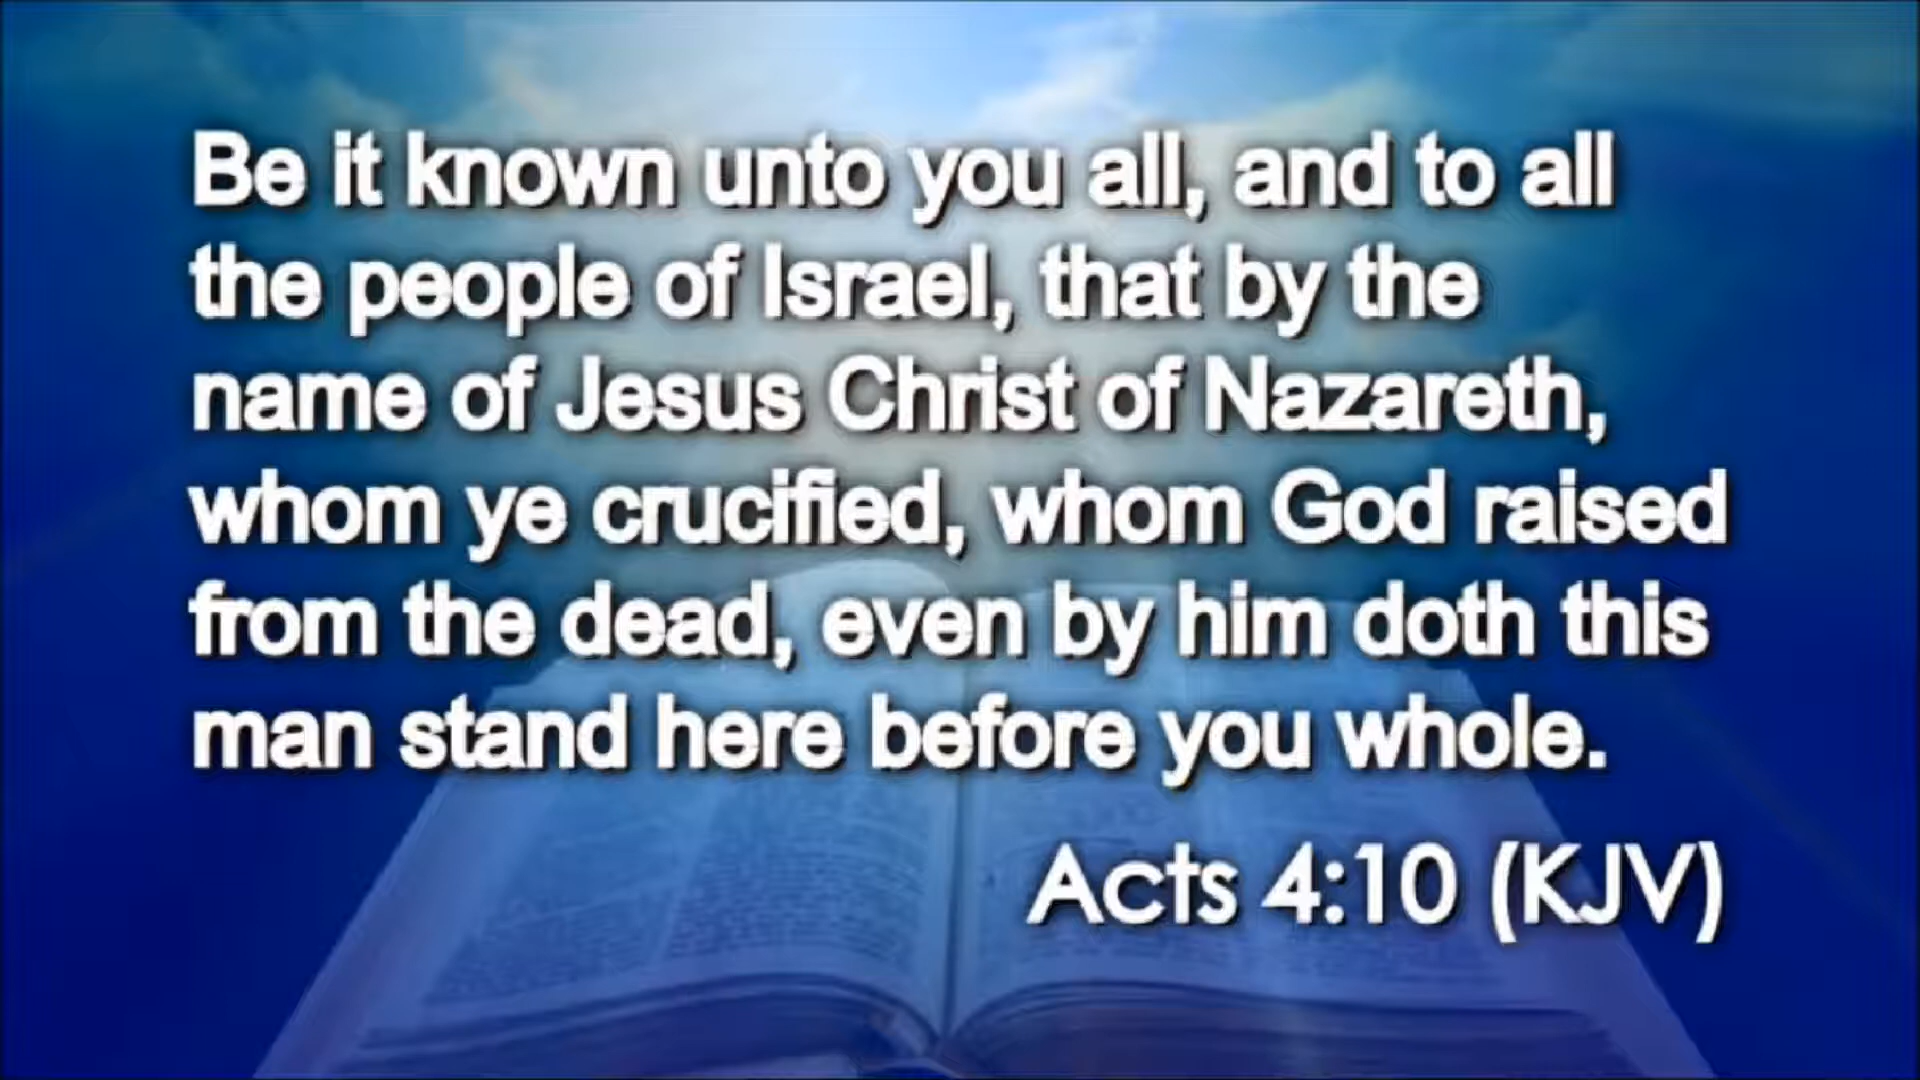 Be it known unto you all, and to all
the people of Israel, that by the
name of Jesus Christ of Nazareth,
whom ye crucified, whom God raised
from the dead, even by him doth this
man stand here before you whole.
Acts 4:10 (KJV)